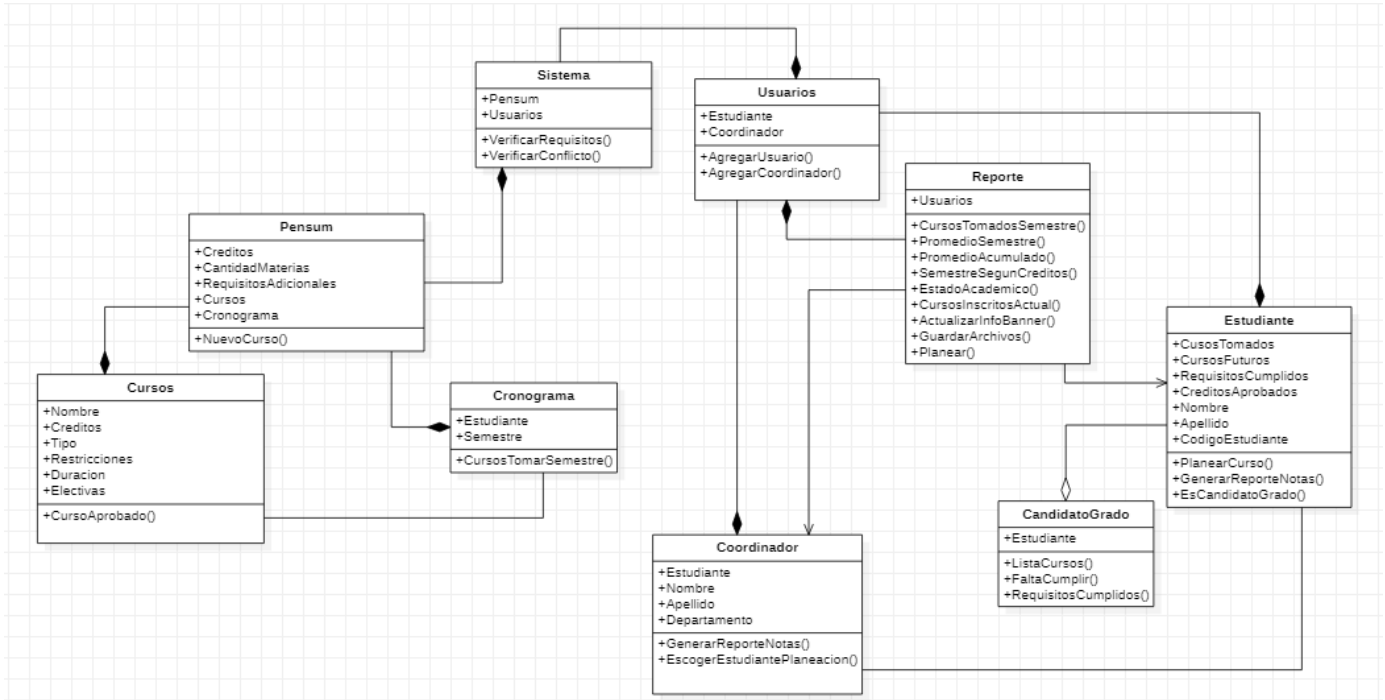 Sistema
+Pensum
+Usuarios
+VerificarRequisitos()
+VerificarConflicto()
Usuarios
+Estudiante
+Coordinador
+AgregarUsuario()
+AgregarCoordinador()
Reporte
+Usuarios
+CursosTomadosSemestre()
+PromedioSemestre()
+PromedioAcumulado()
+SemestreSegunCreditos()
+EstadoAcademico()
+CursosInscritosActual()
+ActualizarInfoBanner()
+GuardarArchivos()
+Planear()
Pensum
+Creditos
+CantidadMaterias
+RequisitosAdicionales
+Cursos
+Cronograma
+NuevoCurso()
Estudiante
+CusosTomados
+CursosFuturos
+RequisitosCumplidos
+CreditosAprobados
+Nombre
+Apellido
+CodigoEstudiante
+PlanearCurso()
+GenerarReporteNotas()
+EsCandidatoGrado()
Cursos
+Nombre
+Creditos
+Tipo
+Restricciones
+Duracion
+Electivas
+CursoAprobado()
Cronograma
+Estudiante
+Semestre
+CursosTomarSemestre()
CandidatoGrado
+Estudiante
+ListaCursos()
+FaltaCumplir()
+RequisitosCumplidos()
Coordinador
+Estudiante
+Nombre
+Apellido
+Departamento
+GenerarReporteNotas()
+EscogerEstudiantePlaneacion()